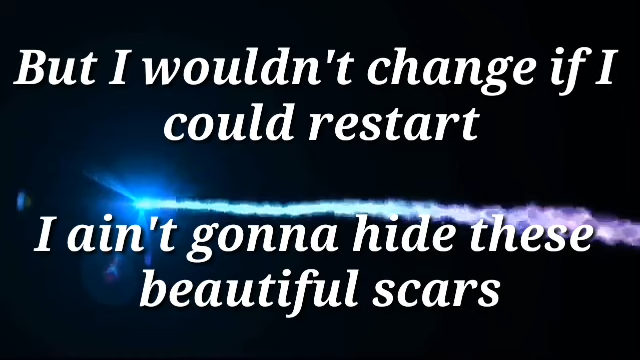 But I wouldn't change if I
could restart
I ain't gonna hide these
beautiful scars